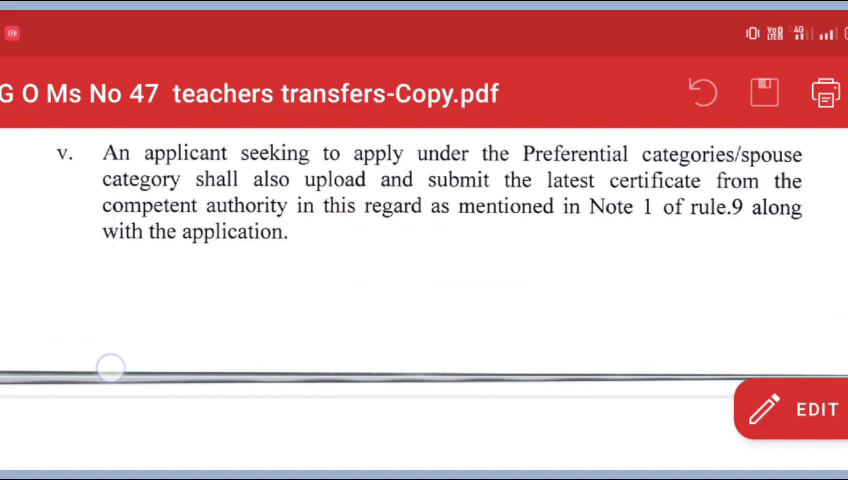 4G
G O Ms No 47 teachers transfers-Copy.pdf
v. An applicant seeking to apply under the Preferential categories/spouse
category shall also upload and submit the latest certificate from the
competent authority in this regard as mentioned in Note 1 of rule.9 along
with the application.
EDIT